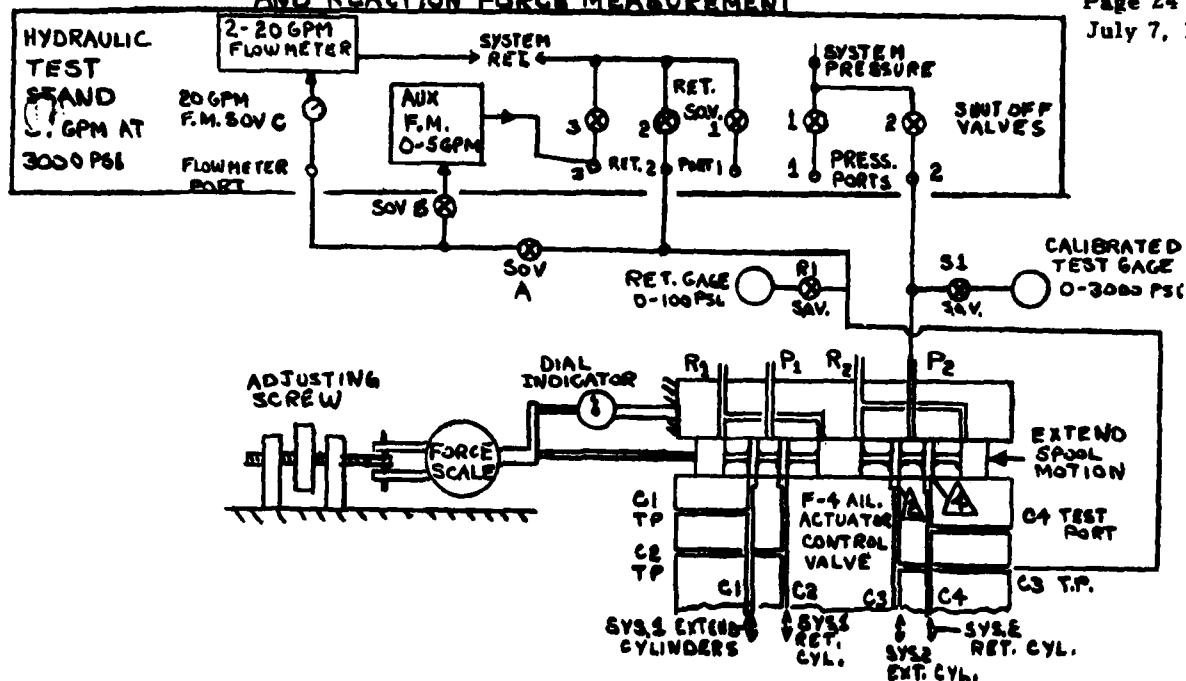 AND REACTION FORCE MEASUREMENT
Page 24
July 7,
HYDRAULIC
TEST
STAND
GPM AT
3000 PSI
2-20 GPM
FLOWMETER
20 GPM
F.M. SOV C
FLOWMETER
PORT
SYSTEM
RET.
AUX
F.M.
0-5 GPM
SOV B
SOV
A
3
2
RET.
S.O.V.
1
3
RET. 2
PORT 1
SYSTEM
PRESSURE
1
2
SHUT OFF
VALVES
1
PRESS.
PORTS
2
RET. GAGE
0-100 PSI
R1
S.O.V.
S1
S.O.V.
CALIBRATED
TEST GAGE
0-3000 PSI
ADJUSTING
SCREW
FORCE
SCALE
DIAL
INDICATOR
R1
P1
R2
P2
EXTEND
SPOOL
MOTION
C1
TP
C2
TP
F-4 AIL.
ACTUATOR
CONTROL
VALVE
4
C4 TEST
PORT
C3 T.P.
C1
C2
C3
C4
SYS.1 EXTEND
CYLINDERS
SYS.1
RET.
CYL.
SYS.2
EXT. CYL.
SYS.2
RET. CYL.